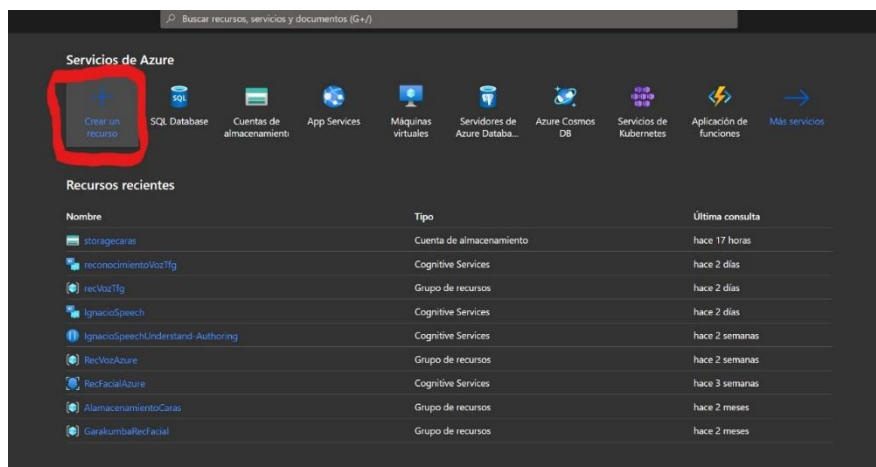 Buscar recursos, servicios y documentos (G+/)
Servicios de Azure
Crear un recurso
SQL
SQL Database
Cuentas de almacenamiento
App Services
Máquinas virtuales
Servidores de Azure Databa...
Azure Cosmos DB
Servicios de Kubernetes
Aplicación de funciones
Más servicios
Recursos recientes
Nombre Tipo Última consulta
storagecaras Cuenta de almacenamiento hace 17 horas
reconocimientoVozTfg Cognitive Services hace 2 días
recVozTfg Grupo de recursos hace 2 días
IgnacioSpeech Cognitive Services hace 2 días
IgnacioSpeechUnderstand-Authoring Cognitive Services hace 2 semanas
RecVozAzure Grupo de recursos hace 2 semanas
RecFacialAzure Cognitive Services hace 3 semanas
AlamacenamientoCaras Grupo de recursos hace 2 meses
GarakumbaRecFacial Grupo de recursos hace 2 meses